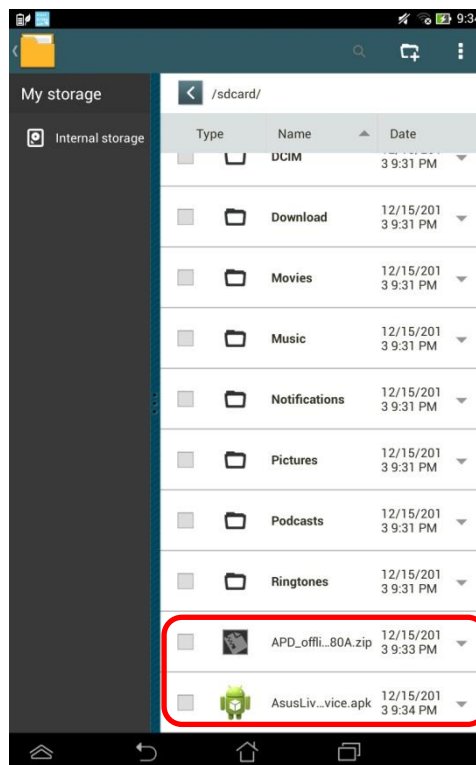 9:34
My storage
Internal storage
/sdcard/
Type Name Date
DCIM
3 9:31 PM
Download 12/15/201
3 9:31 PM
Movies 12/15/201
3 9:31 PM
Music 12/15/201
3 9:31 PM
Notifications 12/15/201
3 9:31 PM
Pictures 12/15/201
3 9:31 PM
Podcasts 12/15/201
3 9:31 PM
Ringtones 12/15/201
3 9:31 PM
APD_offli...80A.zip 12/15/201
3 9:33 PM
AsusLiv...vice.apk 12/15/201
3 9:34 PM